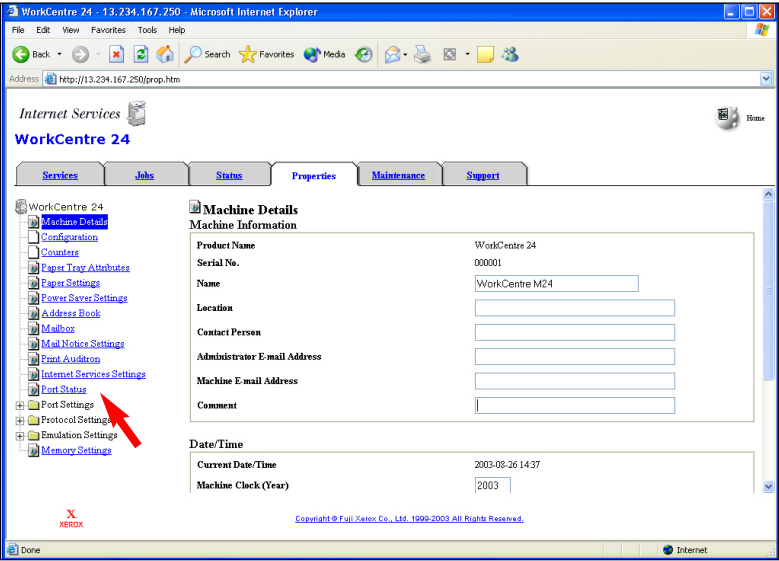 WorkCentre 24 - 13.234.167.250 - Microsoft Internet Explorer
File Edit View Favorites Tools Help
Back Search Favorites Media
Address http://13.234.167.250/prop.htm
Internet Services
Home
WorkCentre 24
Services Jobs Status Properties Maintenance Support
WorkCentre 24
Machine Details
Configuration
Counters
Paper Tray Attributes
Paper Settings
Power Saver Settings
Address Book
Mailbox
Mail Notice Settings
Print Auditron
Internet Services Settings
Port Status
Port Settings
Protocol Settings
Emulation Settings
Memory Settings
Machine Details
Machine Information
Product Name WorkCentre 24
Serial No. 000001
Name WorkCentre M24
Location
Contact Person
Administrator E-mail Address
Machine E-mail Address
Comment
Date/Time
Current Date/Time 2003-08-26 14:37
Machine Clock (Year) 2003
X
XEROX
Copyright © Fuji Xerox Co., Ltd. 1999-2003 All Rights Reserved.
Done Internet